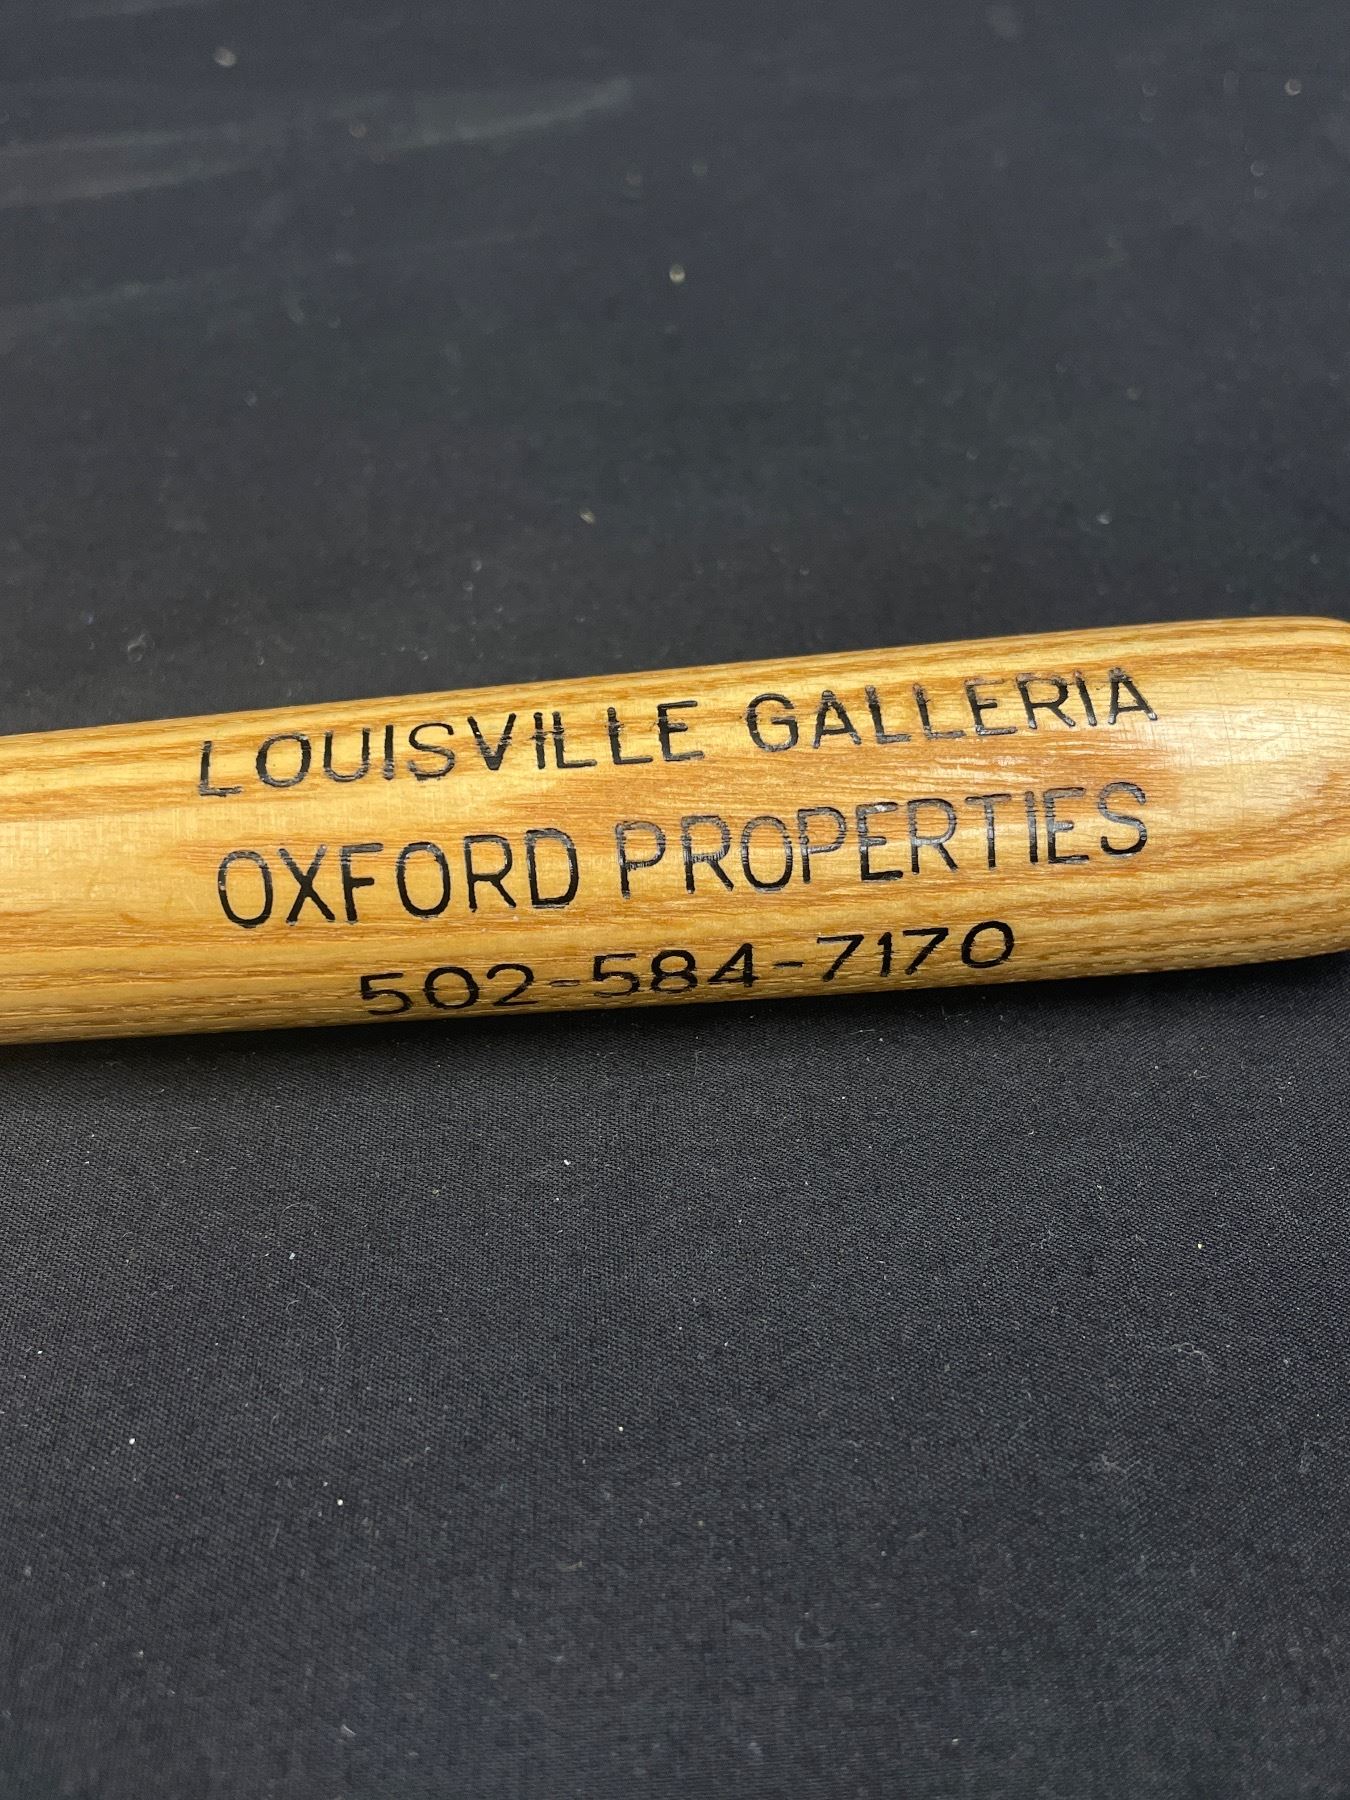 LOUISVILLE GALLERIA
OXFORD PROPERTIES
502-584-7170